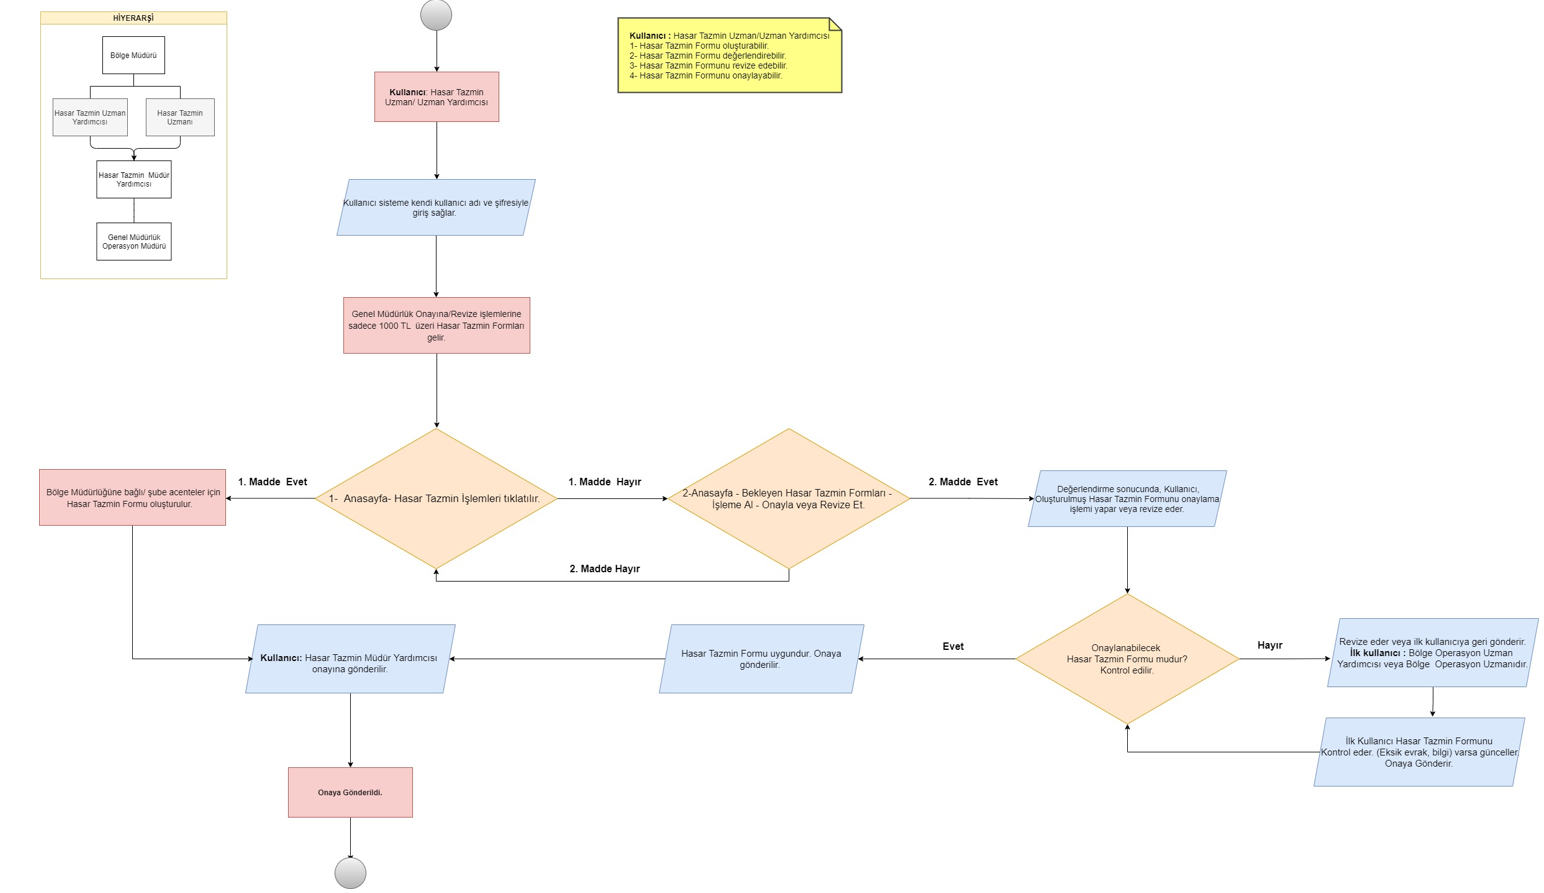 HİYERARŞİ
Bölge Müdürü
Hasar Tazmin Uzman
Yardımcısı
Hasar Tazmin
Uzmanı
Hasar Tazmin  Müdür
Yardımcısı
Genel Müdürlük
Operasyon Müdürü
Kullanıcı : Hasar Tazmin Uzman/Uzman Yardımcısı
1- Hasar Tazmin Formu oluşturabilir.
2- Hasar Tazmin Formu değerlendirebilir.
3- Hasar Tazmin Formunu revize edebilir.
4- Hasar Tazmin Formunu onaylayabilir.
Kullanıcı: Hasar Tazmin
Uzman/ Uzman Yardımcısı
Kullanıcı sisteme kendi kullanıcı adı ve şifresiyle
giriş sağlar.
Genel Müdürlük Onayına/Revize işlemlerine
sadece 1000 TL  üzeri Hasar Tazmin Formları
gelir.
1-  Anasayfa- Hasar Tazmin İşlemleri tıklatılır.
1. Madde  Evet
Bölge Müdürlüğüne bağlı/ şube acenteler için
Hasar Tazmin Formu oluşturulur.
1. Madde  Hayır
2-Anasayfa - Bekleyen Hasar Tazmin Formları -
İşleme Al - Onayla veya Revize Et.
2. Madde  Evet
2. Madde Hayır
Değerlendirme sonucunda, Kullanıcı,
Oluşturulmuş Hasar Tazmin Formunu onaylama
işlemi yapar veya revize eder.
Onaylanabilecek
Hasar Tazmin Formu mudur?
Kontrol edilir.
Evet
Hayır
Hasar Tazmin Formu uygundur. Onaya
gönderilir.
Kullanıcı: Hasar Tazmin Müdür Yardımcısı
onayına gönderilir.
Revize eder veya ilk kullanıcıya geri gönderir.
İlk kullanıcı : Bölge Operasyon Uzman
Yardımcısı veya Bölge  Operasyon Uzmanıdır.
İlk Kullanıcı Hasar Tazmin Formunu
Kontrol eder. (Eksik evrak, bilgi) varsa günceller.
Onaya Gönderir.
Onaya Gönderildi.